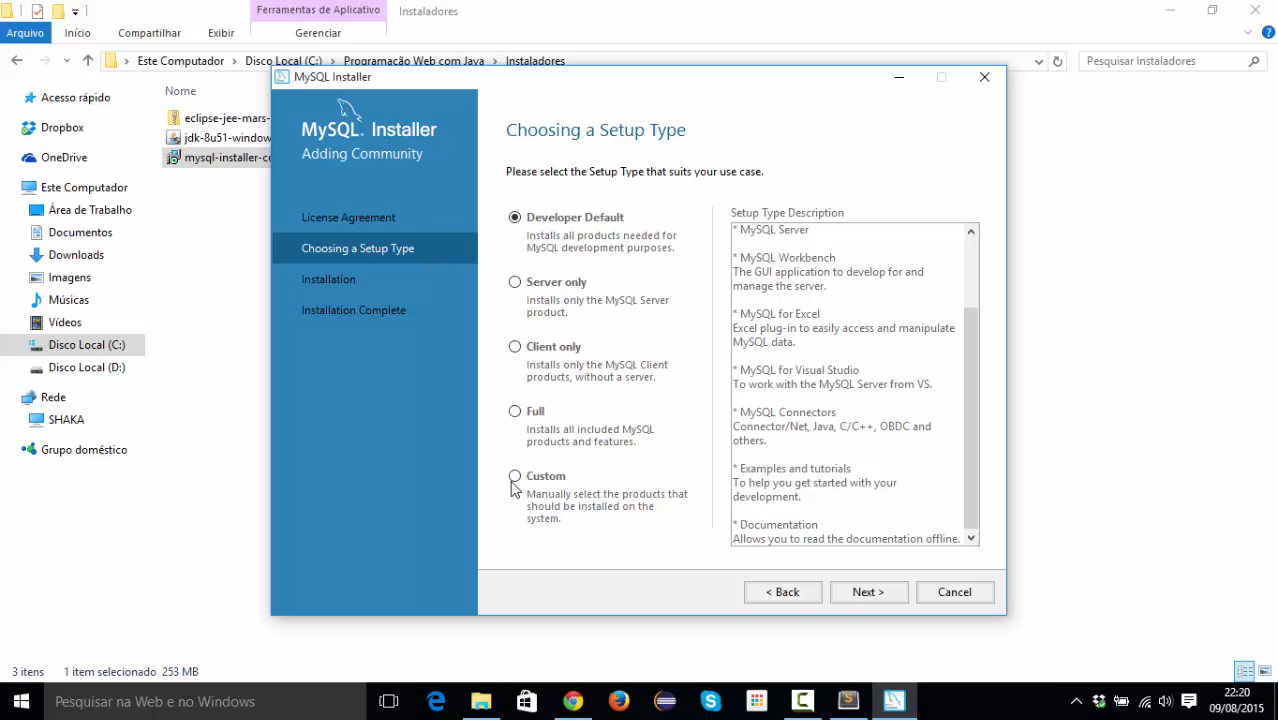 Ferramentas de Aplicativo
Instaladores
Arquivo
Início
Compartilhar
Exibir
Gerenciar
Este Computador
Disco Local (C:)
Programação Web com Java
Instaladores
Pesquisar Instaladores
Acesso rápido
Dropbox
OneDrive
Este Computador
Área de Trabalho
Documentos
Downloads
Imagens
Músicas
Vídeos
Disco Local (C:)
Disco Local (D:)
Rede
SHAKA
Grupo doméstico
Nome
eclipse-jee-mars-
jdk-8u51-window
mysql-installer-co
MySQL Installer
MySQL Installer
Adding Community
License Agreement
Choosing a Setup Type
Installation
Installation Complete
Choosing a Setup Type
Please select the Setup Type that suits your use case.
Developer Default
Installs all products needed for
MySQL development purposes.
Server only
Installs only the MySQL Server
product.
Client only
Installs only the MySQL Client
products, without a server.
Full
Installs all included MySQL
products and features.
Custom
Manually select the products that
should be installed on the
system.
Setup Type Description
* MySQL Server
* MySQL Workbench
The GUI application to develop for and
manage the server.
* MySQL for Excel
Excel plug-in to easily access and manipulate
MySQL data.
* MySQL for Visual Studio
To work with the MySQL Server from VS.
* MySQL Connectors
Connector/Net, Java, C/C++, OBDC and
others.
* Examples and tutorials
To help you get started with your
development.
* Documentation
Allows you to read the documentation offline.
< Back
Next >
Cancel
3 itens
1 item selecionado 253 MB
Pesquisar na Web e no Windows
22:20
09/08/2015